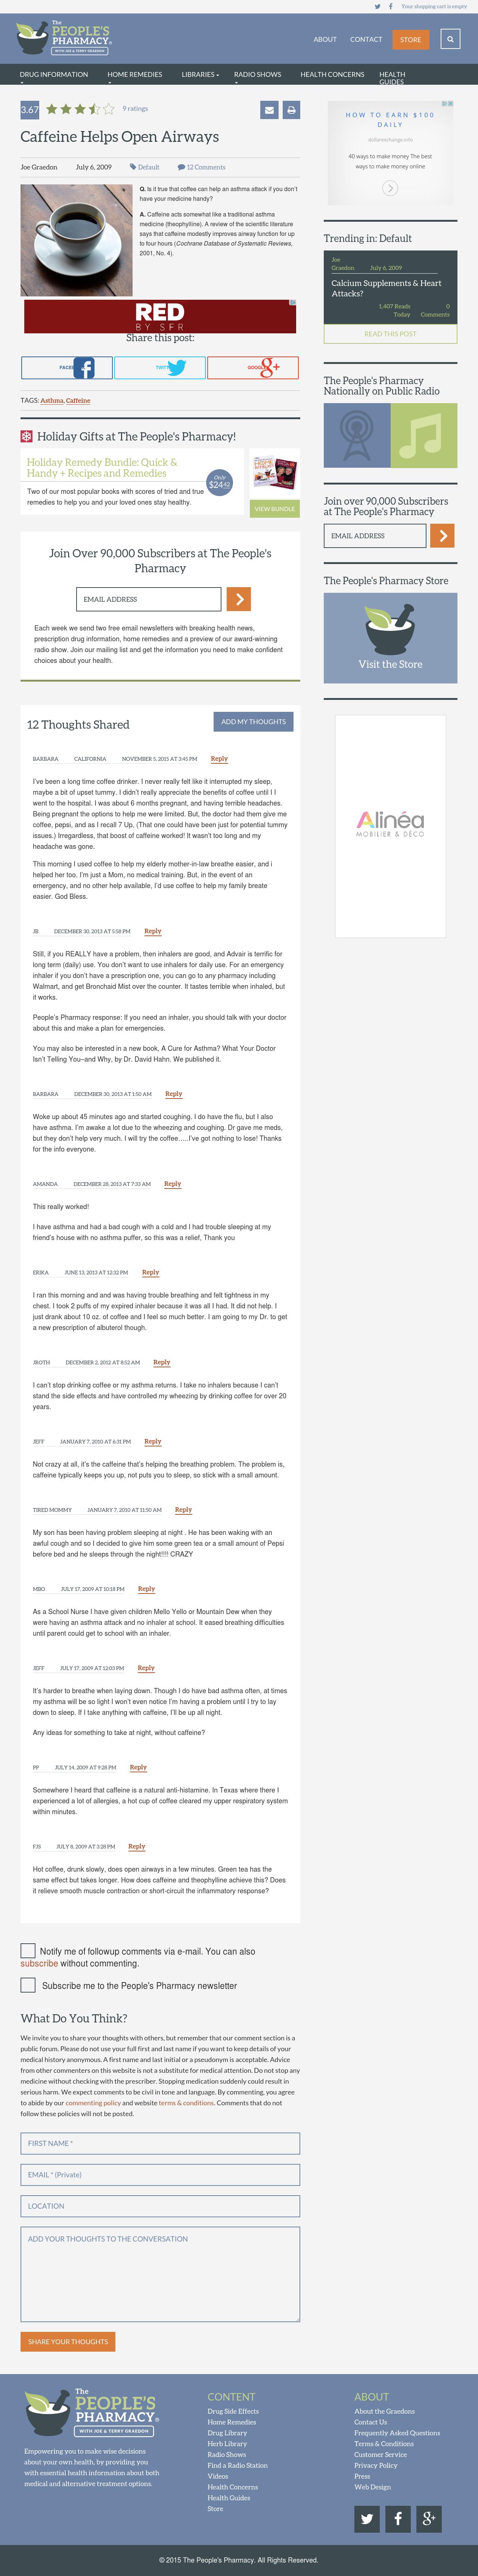 Your shopping cart is empty
The
PEOPLE'S
PHARMACY
WITH JOE & TERRY GRAEDON
ABOUT
CONTACT
STORE
DRUG INFORMATION
HOME REMEDIES
LIBRARIES
RADIO SHOWS
HEALTH CONCERNS
HEALTH
GUIDES
3.67
9 ratings
Caffeine Helps Open Airways
Joe Graedon
July 6, 2009
Default
12 Comments
Q. Is it true that coffee can help an asthma attack if you don't
have your medicine handy?
A. Caffeine acts somewhat like a traditional asthma
medicine (theophylline). A review of the scientific literature
says that caffeine modestly improves airway function for up
to four hours (Cochrane Database of Systematic Reviews,
2001, No. 4).
RED
BY SFR
Share this post:
TAGS: Asthma, Caffeine
Holiday Gifts at The People's Pharmacy!
Holiday Remedy Bundle: Quick &
Handy + Recipes and Remedies
Two of our most popular books with scores of tried and true
remedies to help you and your loved ones stay healthy.
Only
$24.42
VIEW BUNDLE
Join Over 90,000 Subscribers at The People's
Pharmacy
EMAIL ADDRESS
Each week we send two free email newsletters with breaking health news,
prescription drug information, home remedies and a preview of our award-winning
radio show. Join our mailing list and get the information you need to make confident
choices about your health.
12 Thoughts Shared
ADD MY THOUGHTS
BARBARA
CALIFORNIA
NOVEMBER 5, 2015 AT 3:45 PM
Reply
I've been a long time coffee drinker. I never really felt like it interrupted my sleep,
maybe a bit of upset tummy. I didn't really appreciate the benefits of coffee until I I
went to the hospital. I was about 6 months pregnant, and having terrible headaches.
Being pregnant the options to help me were limited. But, the doctor had them give me
coffee, pepsi, and as I recall 7 Up, (That one could have been just for potential tummy
issues.) Irregardless, that boost of caffeine worked! It wasn't too long and my
headache was gone.
This morning I used coffee to help my elderly mother-in-law breathe easier, and i
helped her too. I'm just a Mom, no medical training. But, in the event of an
emergency, and no other help available, I'd use coffee to help my family breate
easier. God Bless.
JB
DECEMBER 30, 2013 AT 5:58 PM
Reply
Still, if you REALLY have a problem, then inhalers are good, and Advair is terrific for
long term (daily) use. You don't want to use inhalers for daily use. For an emergency
inhaler if you don't have a prescription one, you can go to any pharmacy including
Walmart, and get Bronchaid Mist over the counter. It tastes terrible when inhaled, but
it works.
People's Pharmacy response: If you need an inhaler, you should talk with your doctor
about this and make a plan for emergencies.
You may also be interested in a new book, A Cure for Asthma? What Your Doctor
Isn't Telling You–and Why, by Dr. David Hahn. We published it.
BARBARA
DECEMBER 30, 2013 AT 1:50 AM
Reply
Woke up about 45 minutes ago and started coughing. I do have the flu, but I also
have asthma. I'm awake a lot due to the wheezing and coughing. Dr gave me meds,
but they don't help very much. I will try the coffee…..I've got nothing to lose! Thanks
for the info everyone.
AMANDA
DECEMBER 28, 2013 AT 7:33 AM
Reply
This really worked!
I have asthma and had a bad cough with a cold and I had trouble sleeping at my
friend's house with no asthma puffer, so this was a relief, Thank you
ERIKA
JUNE 13, 2013 AT 12:32 PM
Reply
I ran this morning and and was having trouble breathing and felt tightness in my
chest. I took 2 puffs of my expired inhaler because it was all I had. It did not help. I
just drank about 10 oz. of coffee and I feel so much better. I am going to my Dr. to get
a new prescription of albuterol though.
JROTH
DECEMBER 2, 2012 AT 8:52 AM
Reply
I can't stop drinking coffee or my asthma returns. I take no inhalers because I can't
stand the side effects and have controlled my wheezing by drinking coffee for over 20
years.
JEFF
JANUARY 7, 2010 AT 6:31 PM
Reply
Not crazy at all, it's the caffeine that's helping the breathing problem. The problem is,
caffeine typically keeps you up, not puts you to sleep, so stick with a small amount.
TIRED MOMMY
JANUARY 7, 2010 AT 11:50 AM
Reply
My son has been having problem sleeping at night . He has been waking with an
awful cough and so I decided to give him some green tea or a small amount of Pepsi
before bed and he sleeps through the night!!!! CRAZY
MBO
JULY 17, 2009 AT 10:18 PM
Reply
As a School Nurse I have given children Mello Yello or Mountain Dew when they
were having an asthma attack and no inhaler at school. It eased breathing difficulties
until parent could get to school with an inhaler.
JEFF
JULY 17, 2009 AT 12:03 PM
Reply
It's harder to breathe when laying down. Though I do have bad asthma often, at times
my asthma will be so light I won't even notice I'm having a problem until I try to lay
down to sleep. If I take anything with caffeine, I'll be up all night.
Any ideas for something to take at night, without caffeine?
PP
JULY 14, 2009 AT 9:28 PM
Reply
Somewhere I heard that caffeine is a natural anti-histamine. In Texas where there I
experienced a lot of allergies, a hot cup of coffee cleared my upper respiratory system
within minutes.
FJS
JULY 8, 2009 AT 3:28 PM
Reply
Hot coffee, drunk slowly, does open airways in a few minutes. Green tea has the
same effect but takes longer. How does caffeine and theophylline achieve this? Does
it relieve smooth muscle contraction or short-circuit the inflammatory response?
Notify me of followup comments via e-mail. You can also
subscribe without commenting.
Subscribe me to the People's Pharmacy newsletter
What Do You Think?
We invite you to share your thoughts with others, but remember that our comment section is a
public forum. Please do not use your full first and last name if you want to keep details of your
medical history anonymous. A first name and last initial or a pseudonym is acceptable. Advice
from other commenters on this website is not a substitute for medical attention. Do not stop any
medicine without checking with the prescriber. Stopping medication suddenly could result in
serious harm. We expect comments to be civil in tone and language. By commenting, you agree
to abide by our commenting policy and website terms & conditions. Comments that do not
follow these policies will not be posted.
FIRST NAME *
EMAIL * (Private)
LOCATION
ADD YOUR THOUGHTS TO THE CONVERSATION
SHARE YOUR THOUGHTS
HOW TO EARN $100
DAILY
40 ways to make money The best
ways to make money online
Trending in: Default
Joe
Graedon
July 6, 2009
Calcium Supplements & Heart
Attacks?
1,407 Reads
Today
0
Comments
READ THIS POST
The People's Pharmacy
Nationally on Public Radio
Join over 90,000 Subscribers
at The People's Pharmacy
EMAIL ADDRESS
The People's Pharmacy Store
Visit the Store
Alinéa
MOBILIER & DÉCO
The
PEOPLE'S
PHARMACY
WITH JOE & TERRY GRAEDON
Empowering you to make wise decisions
about your own health, by providing you
with essential health information about both
medical and alternative treatment options.
CONTENT
Drug Side Effects
Home Remedies
Drug Library
Herb Library
Radio Shows
Find a Radio Station
Videos
Health Concerns
Health Guides
Store
ABOUT
About the Graedons
Contact Us
Frequently Asked Questions
Terms & Conditions
Customer Service
Privacy Policy
Press
Web Design
© 2015 The People's Pharmacy. All Rights Reserved.